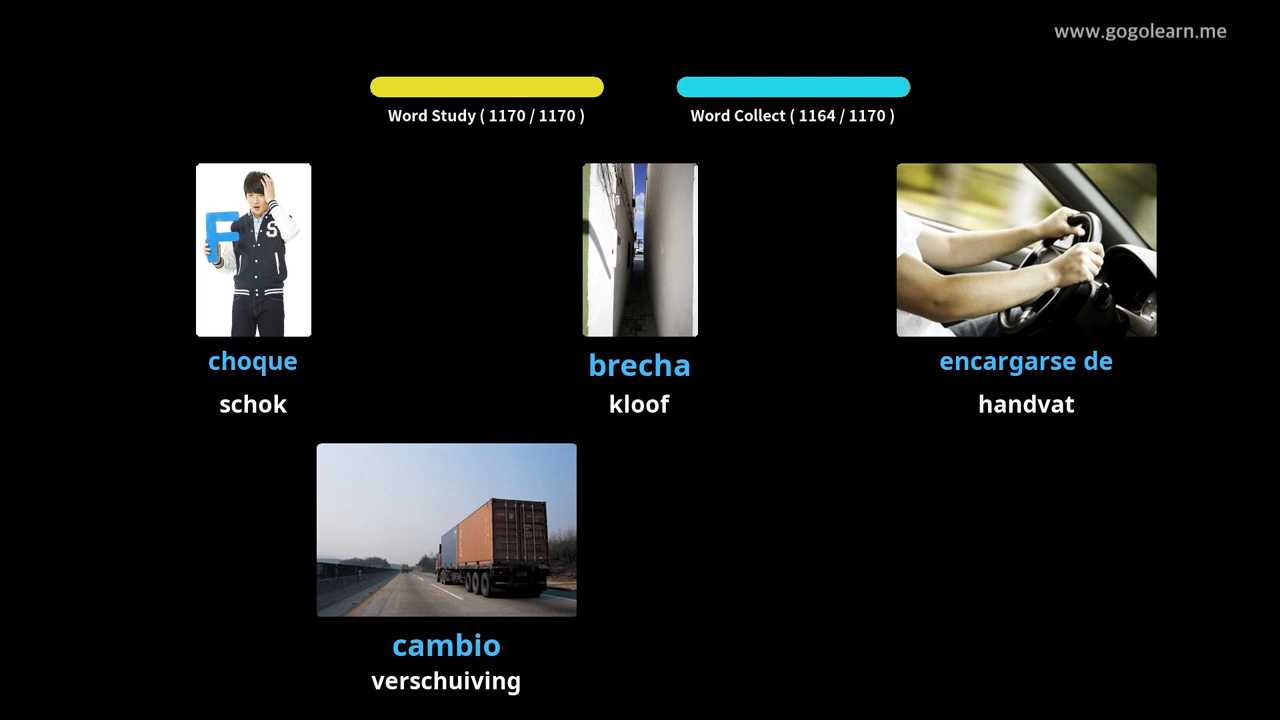 www.gogolearn.me
Word Study ( 1170 / 1170 )
Word Collect ( 1164 / 1170 )
F
S
choque
brecha
encargarse de
schok
kloof
handvat
cambio
verschuiving